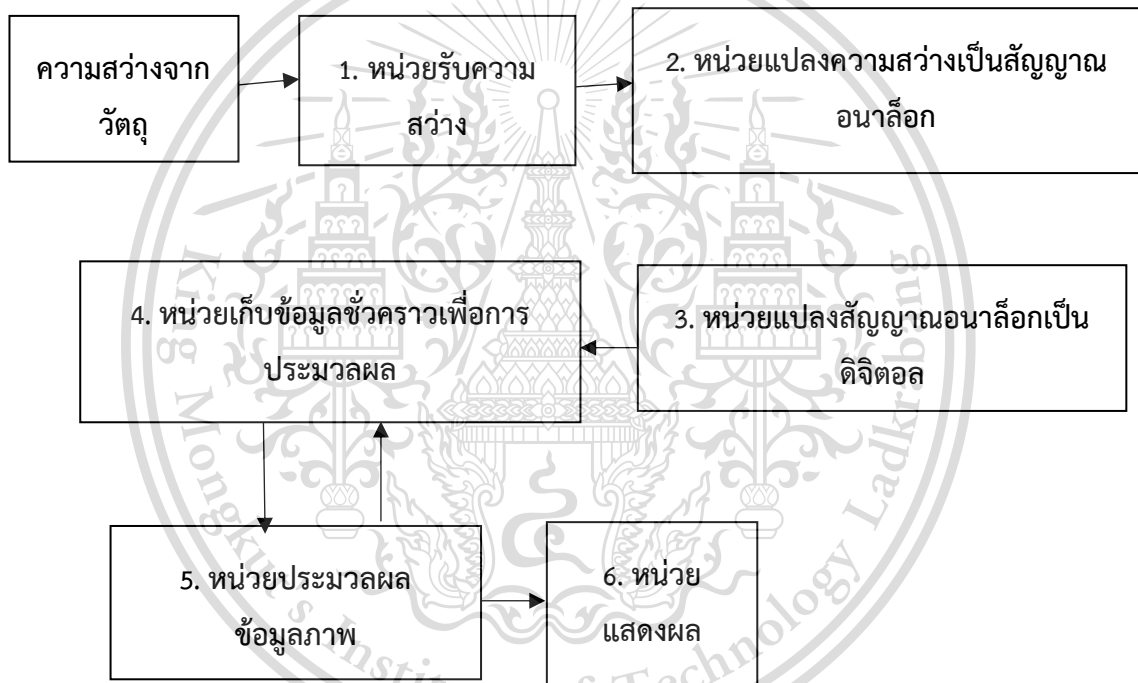 ความสว่างจาก
วัตถุ
1. หน่วยรับความ
สว่าง
2. หน่วยแปลงความสว่างเป็นสัญญาณ
อนาล็อก
3. หน่วยแปลงสัญญาณอนาล็อกเป็น
ดิจิตอล
4. หน่วยเก็บข้อมูลชั่วคราวเพื่อการ
ประมวลผล
5. หน่วยประมวลผล
ข้อมูลภาพ
6. หน่วย
แสดงผล
King Mongkut's Institute of Technology Ladkrabang